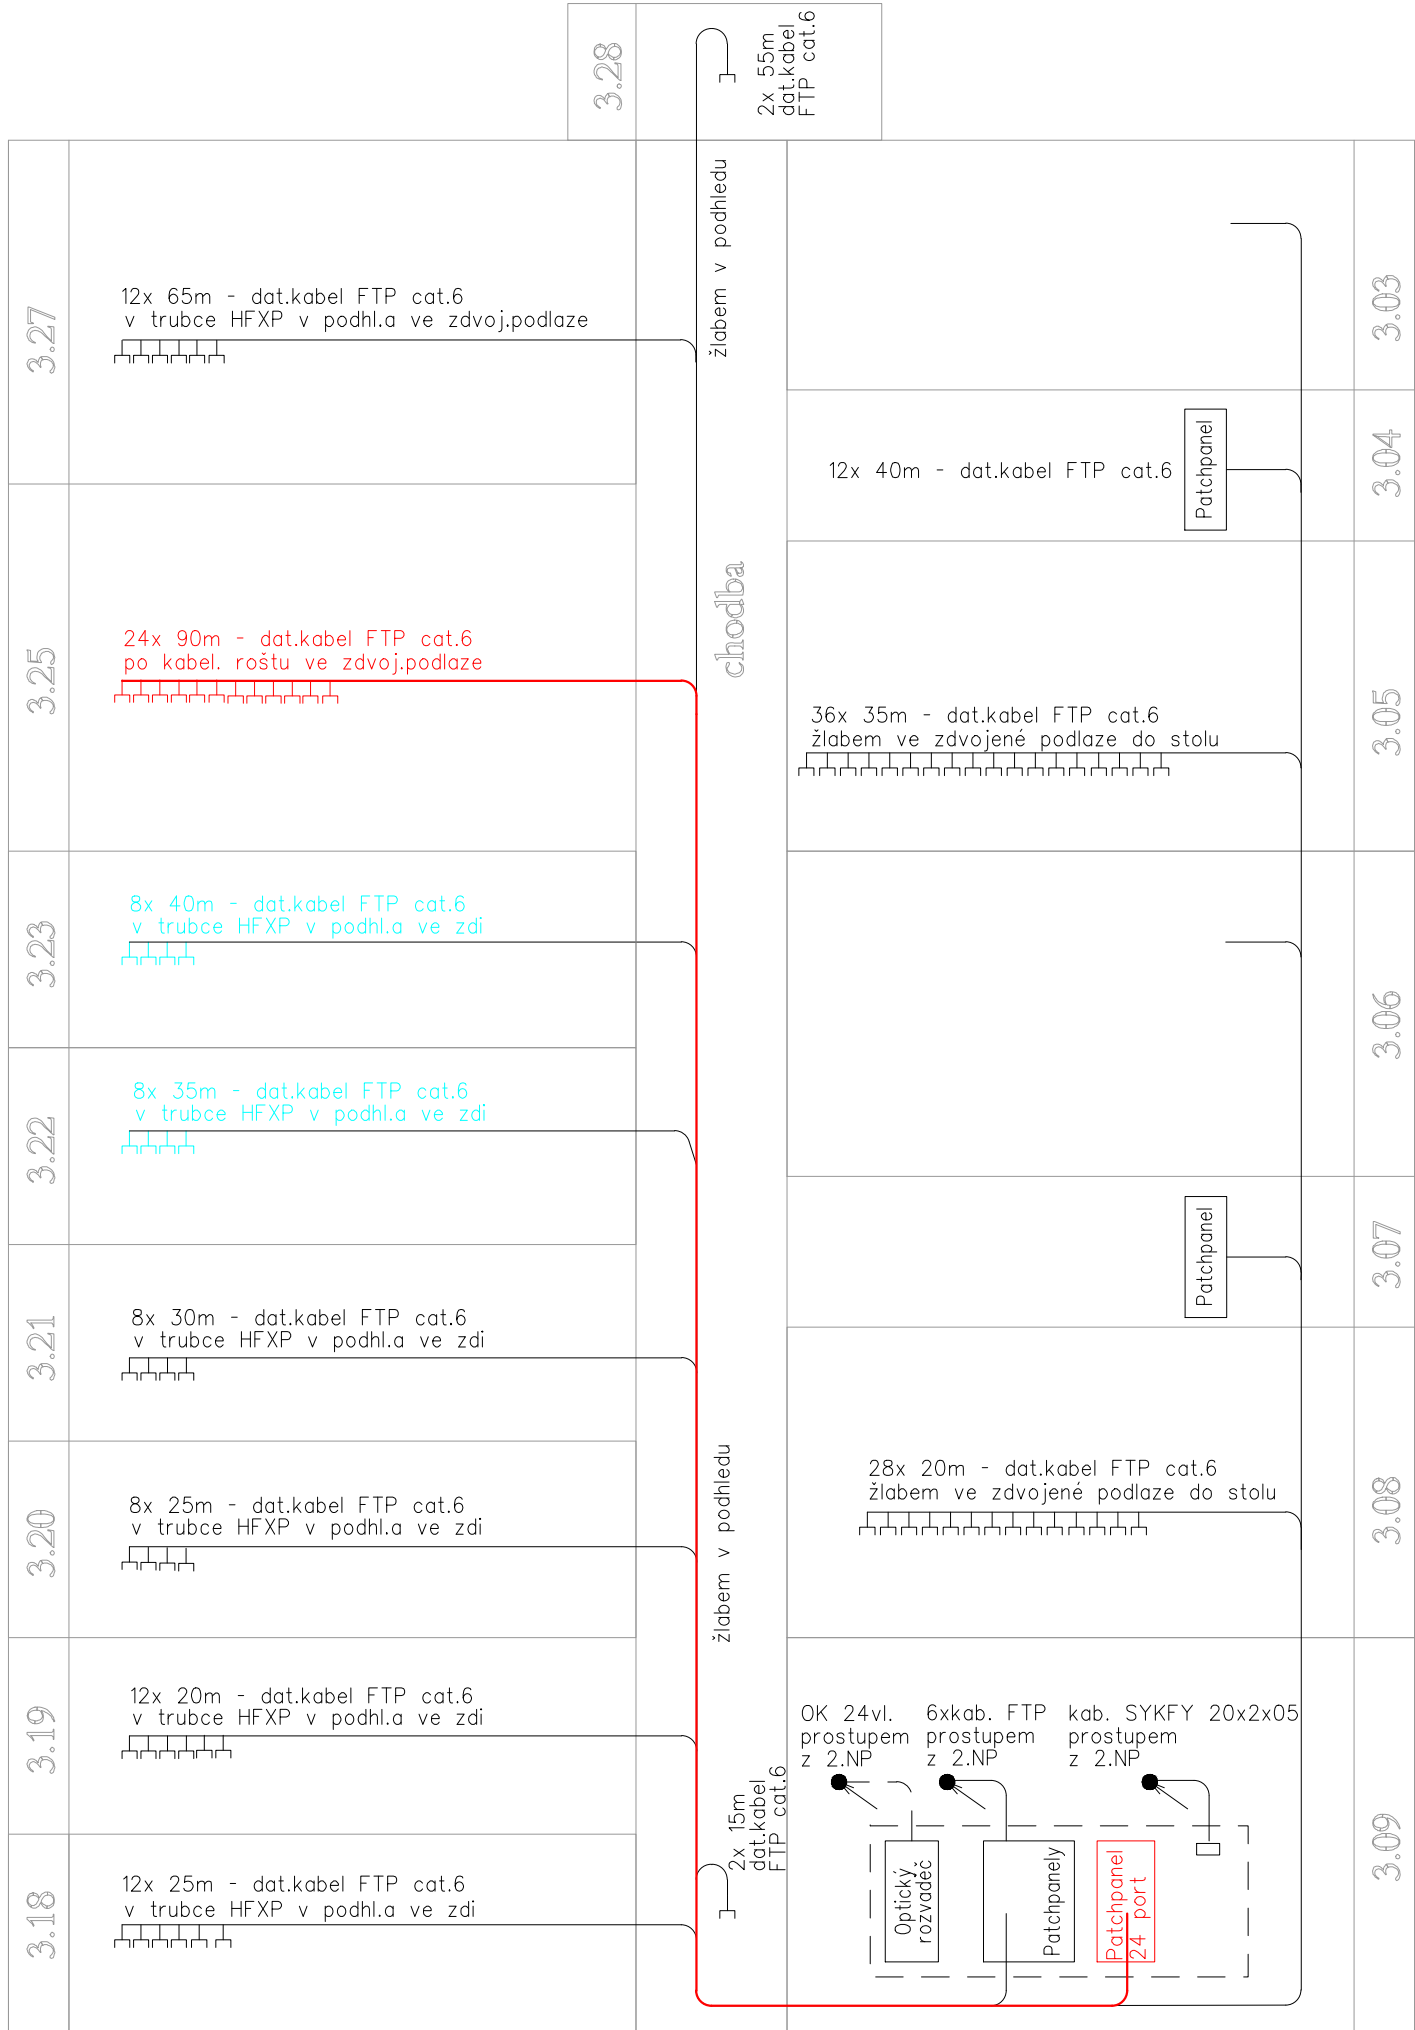 3.28
2x 55m
dat.kabel
FTP cat.6
žlabem v podhledu
3.27
12x 65m - dat.kabel FTP cat.6
v trubce HFXP v podhl.a ve zdvoj.podlaze
3.03
12x 40m - dat.kabel FTP cat.6
Patchpanel
3.04
chodba
3.25
24x 90m - dat.kabel FTP cat.6
po kabel. roštu ve zdvoj.podlaze
36x 35m - dat.kabel FTP cat.6
žlabem ve zdvojené podlaze do stolu
3.05
3.23
8x 40m - dat.kabel FTP cat.6
v trubce HFXP v podhl.a ve zdi
3.06
3.22
8x 35m - dat.kabel FTP cat.6
v trubce HFXP v podhl.a ve zdi
Patchpanel
3.07
3.21
8x 30m - dat.kabel FTP cat.6
v trubce HFXP v podhl.a ve zdi
žlabem v podhledu
28x 20m - dat.kabel FTP cat.6
žlabem ve zdvojené podlaze do stolu
3.08
3.20
8x 25m - dat.kabel FTP cat.6
v trubce HFXP v podhl.a ve zdi
3.19
12x 20m - dat.kabel FTP cat.6
v trubce HFXP v podhl.a ve zdi
2x 15m
dat.kabel
FTP cat.6
OK 24vl.
prostupem
z 2.NP
6xkab. FTP
prostupem
z 2.NP
kab. SYKFY 20x2x05
prostupem
z 2.NP
3.09
Optický
rozvaděč
Patchpanely
Patchpanel
24 port
3.18
12x 25m - dat.kabel FTP cat.6
v trubce HFXP v podhl.a ve zdi